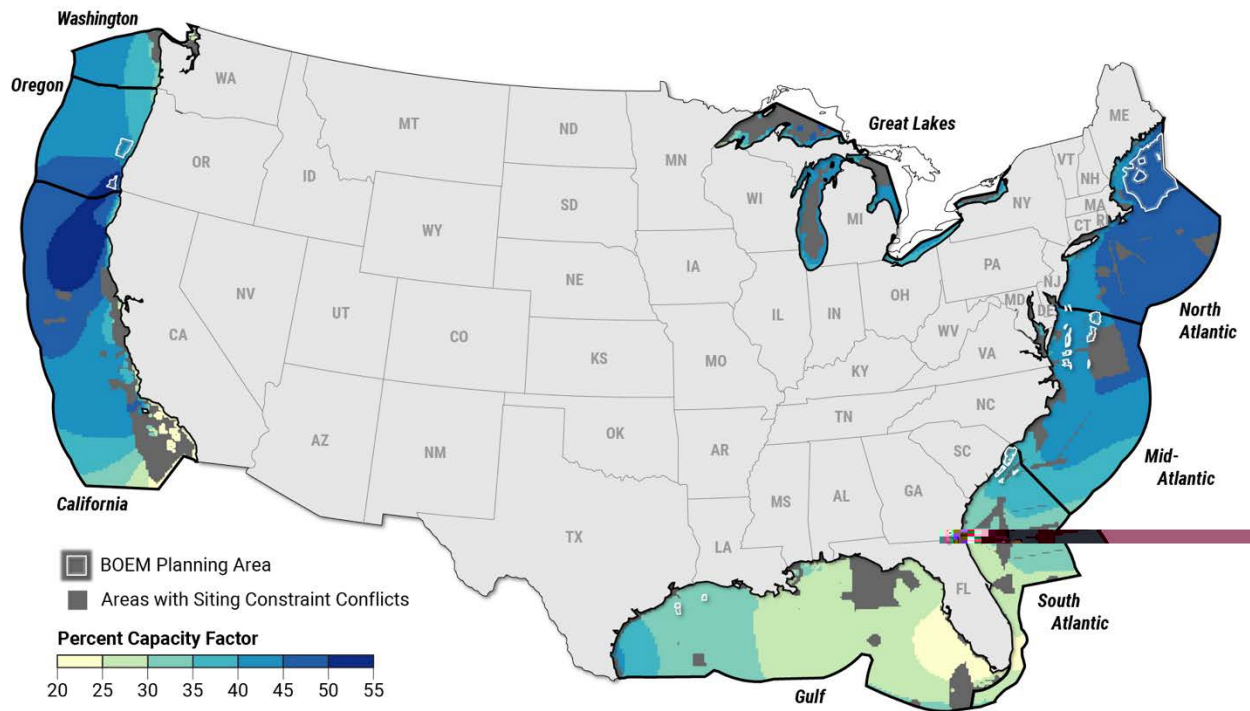 Washington
Oregon
WA
OR
CA
NV
ID
MT
WY
UT
AZ
CO
NM
ND
SD
NE
KS
OK
TX
MN
IA
MO
AR
LA
WI
IL
MI
IN
OH
KY
TN
MS
AL
GA
FL
SC
NC
VA
WV
MD
DE
PA
NJ
NY
CT
RI
MA
VT
NH
ME
Great Lakes
North
Atlantic
Mid-
Atlantic
South
Atlantic
Gulf
California
BOEM Planning Area
Areas with Siting Constraint Conflicts
Percent Capacity Factor
20 25 30 35 40 45 50 55